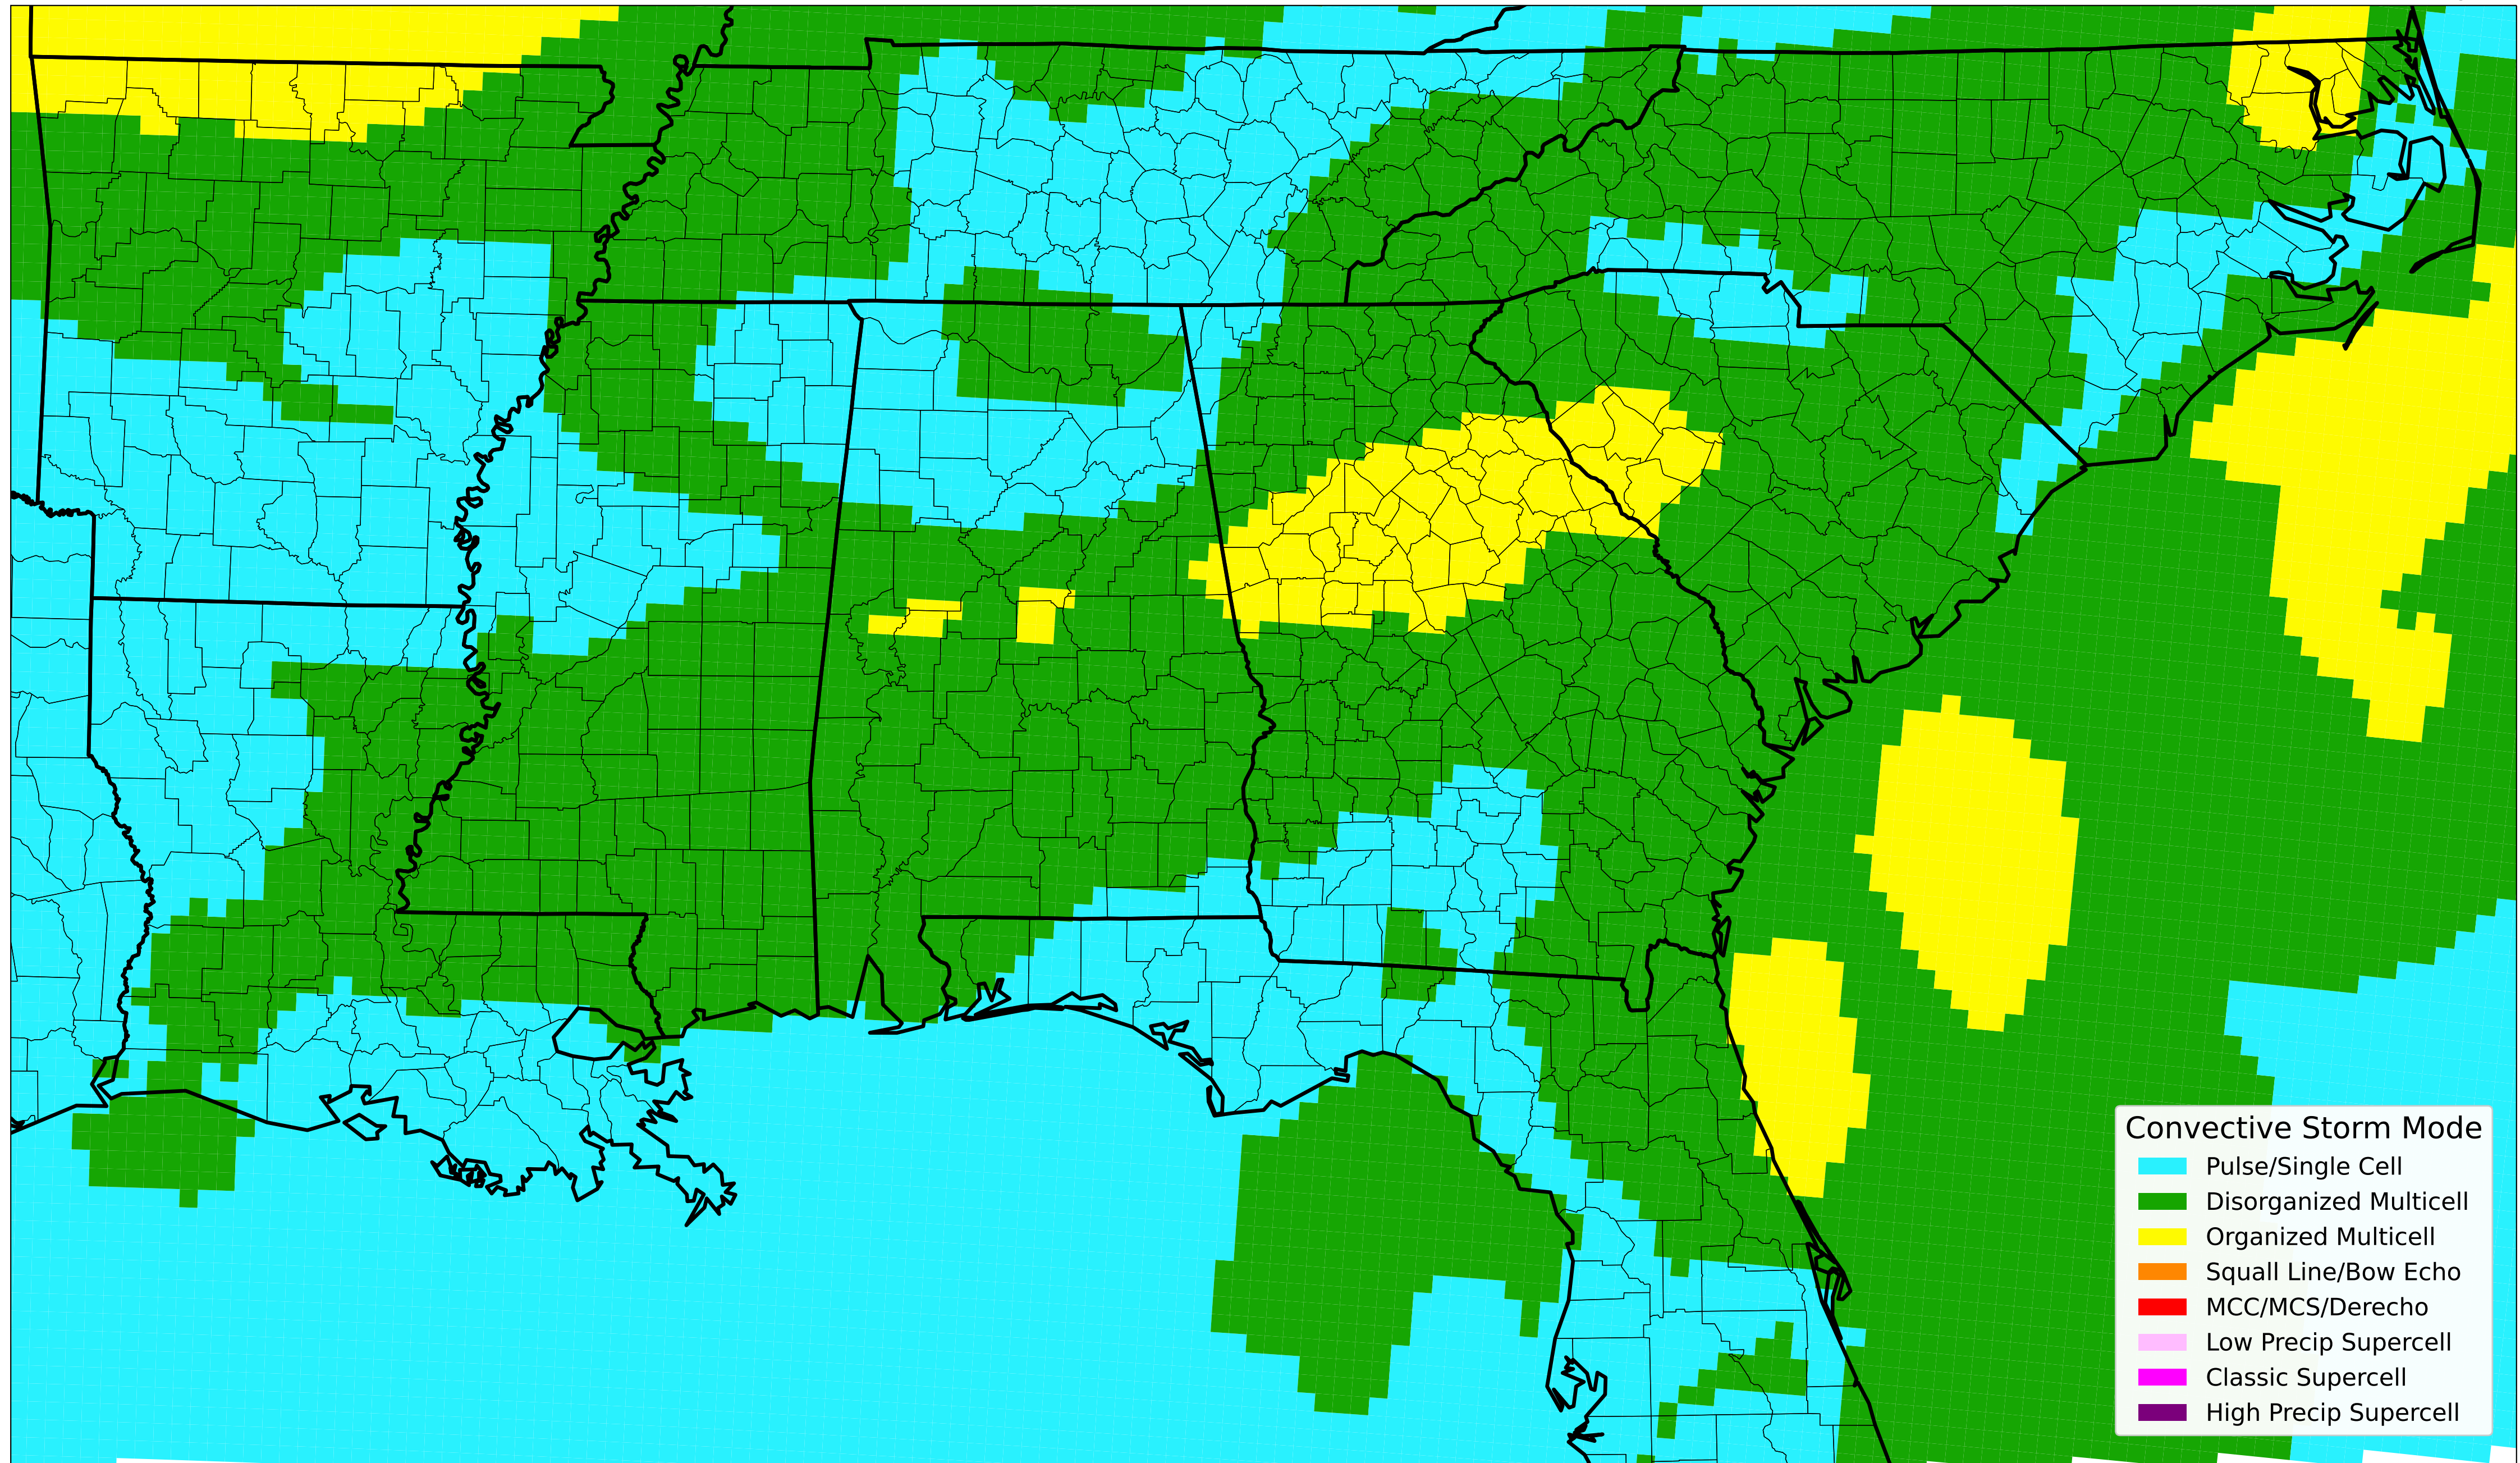 Convective Storm Mode
Pulse/Single Cell
Disorganized Multicell
Organized Multicell
Squall Line/Bow Echo
MCC/MCS/Derecho
Low Precip Supercell
Classic Supercell
High Precip Supercell